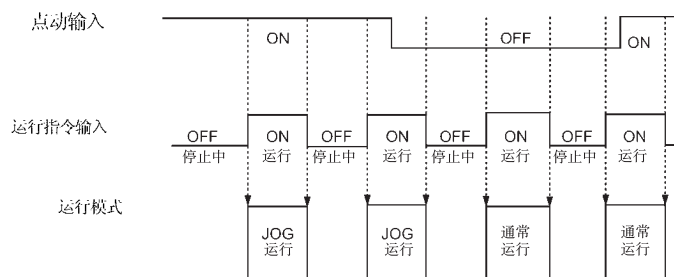 点动输入
ON
OFF
ON
运行指令输入
OFF ON OFF ON OFF ON OFF ON
停止中 运行 停止中 运行 停止中 运行 停止中 运行
运行模式
JOG JOG 通常 通常
运行 运行 运行 运行